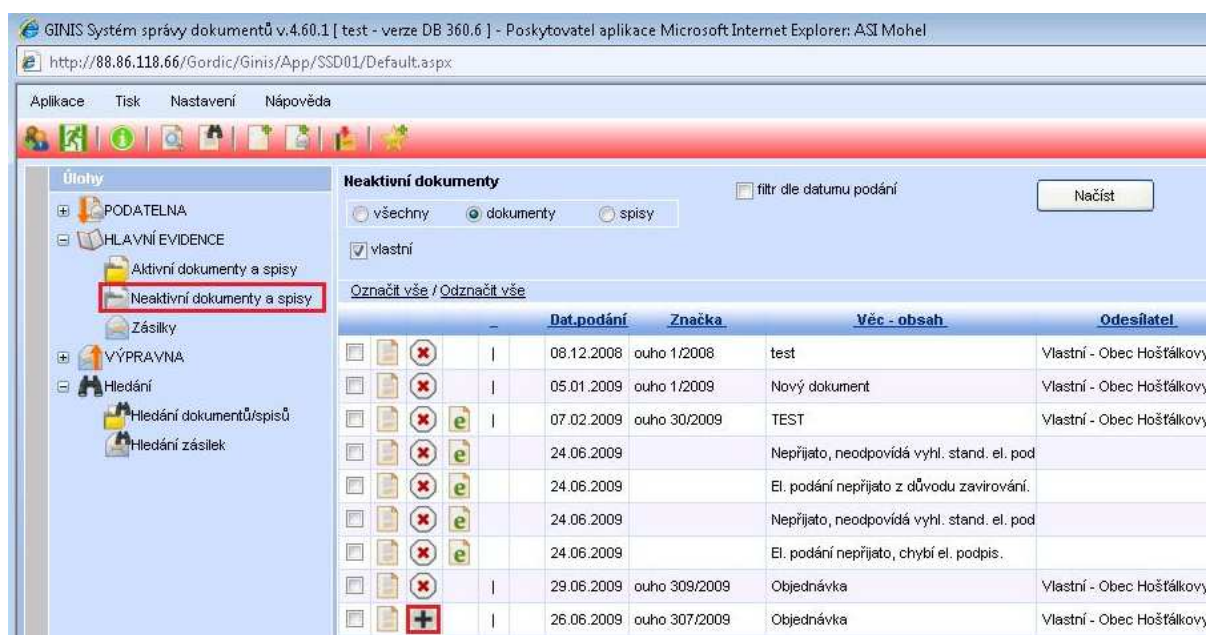 GINIS Systém správy dokumentů v.4.60.1 [ test - verze DB 360.6 ] - Poskytovatel aplikace Microsoft Internet Explorer: ASI Mohel
http://88.86.118.66/Gordic/Ginis/App/SSD01/Default.aspx
Aplikace Tisk Nastavení Nápověda
Úlohy
PODATELNA
HLAVNÍ EVIDENCE
Aktivní dokumenty a spisy
Neaktivní dokumenty a spisy
Zásilky
VÝPRAVNA
Hledání
Hledání dokumentů/spisů
Hledání zásilek
Neaktivní dokumenty
filtr dle datumu podání
Načíst
všechny dokumenty spisy
vlastní
Označit vše / Odznačit vše
Dat.podání Značka Věc - obsah Odesílatel
| 08.12.2008 ouho 1/2008 test Vlastní - Obec Hošťálkovy
| 05.01.2009 ouho 1/2009 Nový dokument Vlastní - Obec Hošťálkovy
e | 07.02.2009 ouho 30/2009 TEST Vlastní - Obec Hošťálkovy
e 24.06.2009 Nepřijato, neodpovídá vyhl. stand. el. pod
e 24.06.2009 El. podání nepřijato z důvodu zavirování.
e 24.06.2009 Nepřijato, neodpovídá vyhl. stand. el. pod
e 24.06.2009 El. podání nepřijato, chybí el. podpis.
| 29.06.2009 ouho 309/2009 Objednávka Vlastní - Obec Hošťálkovy
| 26.06.2009 ouho 307/2009 Objednávka Vlastní - Obec Hošťálkovy